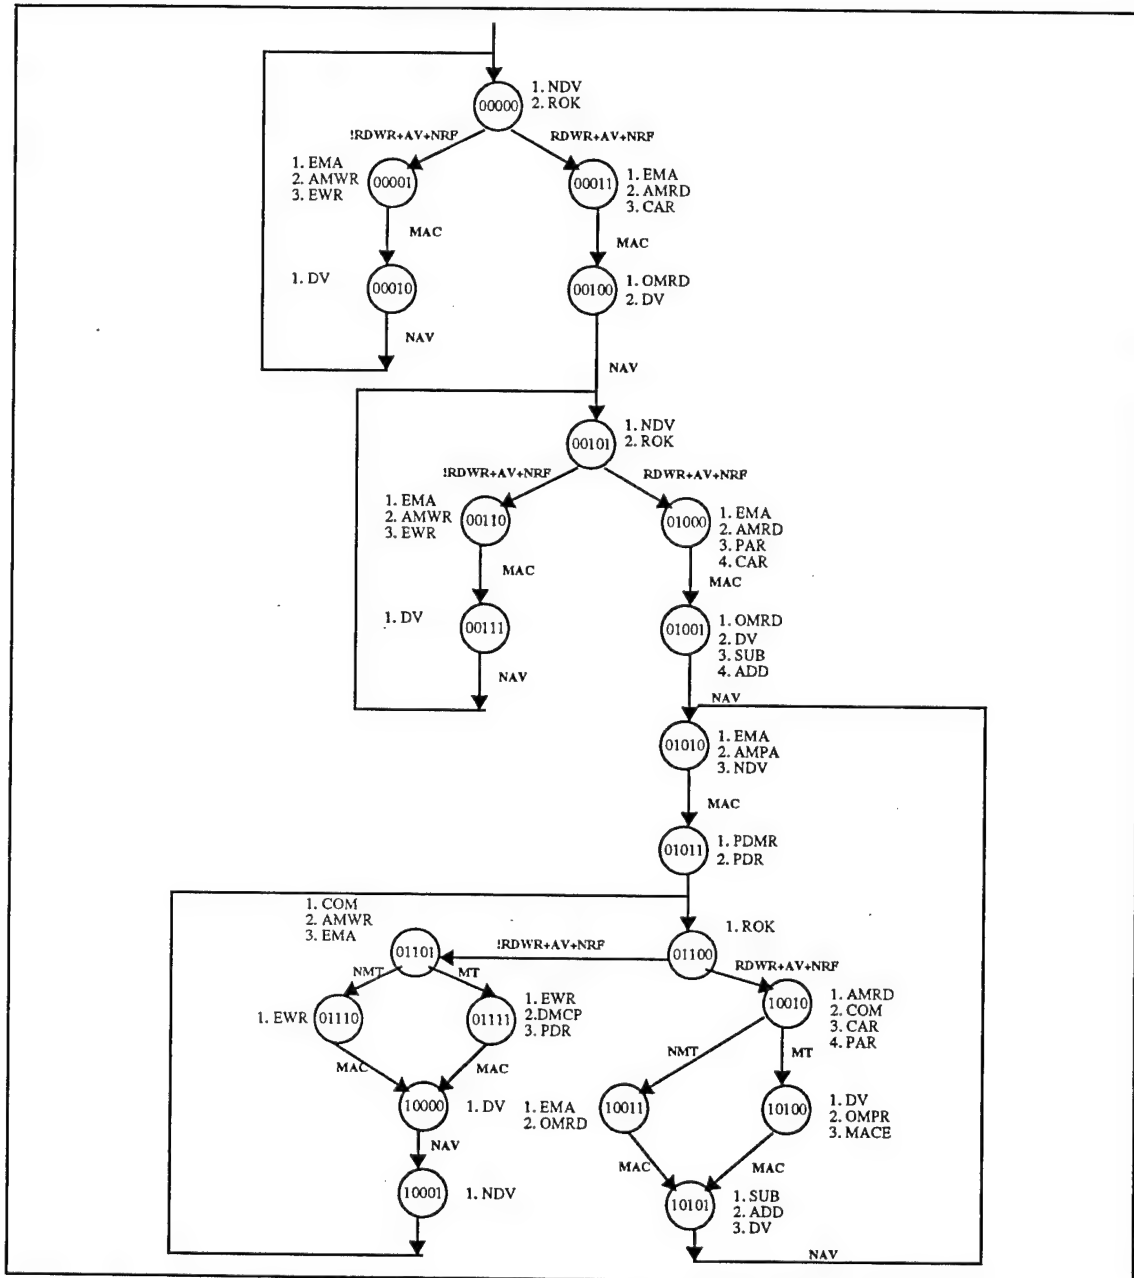 1. NDV
2. ROK
00000
!RDWR+AV+NRF
RDWR+AV+NRF
1. EMA
2. AMWR
3. EWR
00001
00011
1. EMA
2. AMRD
3. CAR
MAC
MAC
1. DV
00010
00100
1. OMRD
2. DV
NAV
NAV
00101
1. NDV
2. ROK
!RDWR+AV+NRF
RDWR+AV+NRF
1. EMA
2. AMWR
3. EWR
00110
01000
1. EMA
2. AMRD
3. PAR
4. CAR
MAC
MAC
1. DV
00111
01001
1. OMRD
2. DV
3. SUB
4. ADD
NAV
NAV
01010
1. EMA
2. AMPA
3. NDV
MAC
01011
1. PDMR
2. PDR
1. COM
2. AMWR
3. EMA
01101
!RDWR+AV+NRF
01100
1. ROK
RDWR+AV+NRF
NMT
MT
10010
1. AMRD
2. COM
3. CAR
4. PAR
1. EWR
01110
01111
1. EWR
2.DMCP
3. PDR
NMT
MT
MAC
MAC
10000
1. DV
1. EMA
2. OMRD
10011
10100
1. DV
2. OMPR
3. MACE
NAV
MAC
MAC
10001
1. NDV
10101
1. SUB
2. ADD
3. DV
NAV